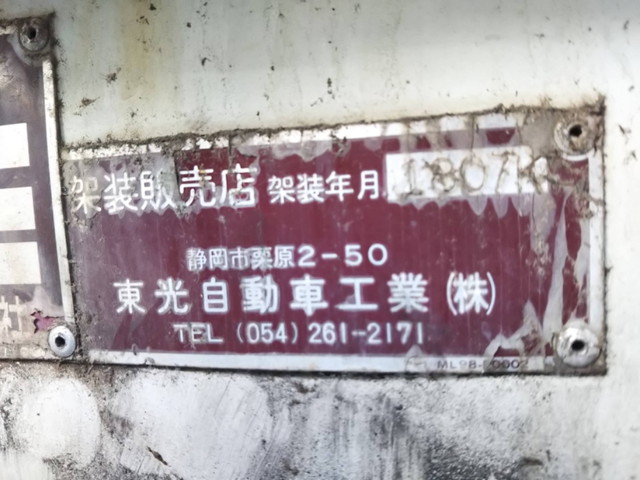 社
架装販売店 架装年月
静岡市栗原2-50
東光自動車工業(株)
TEL(054)261-2171